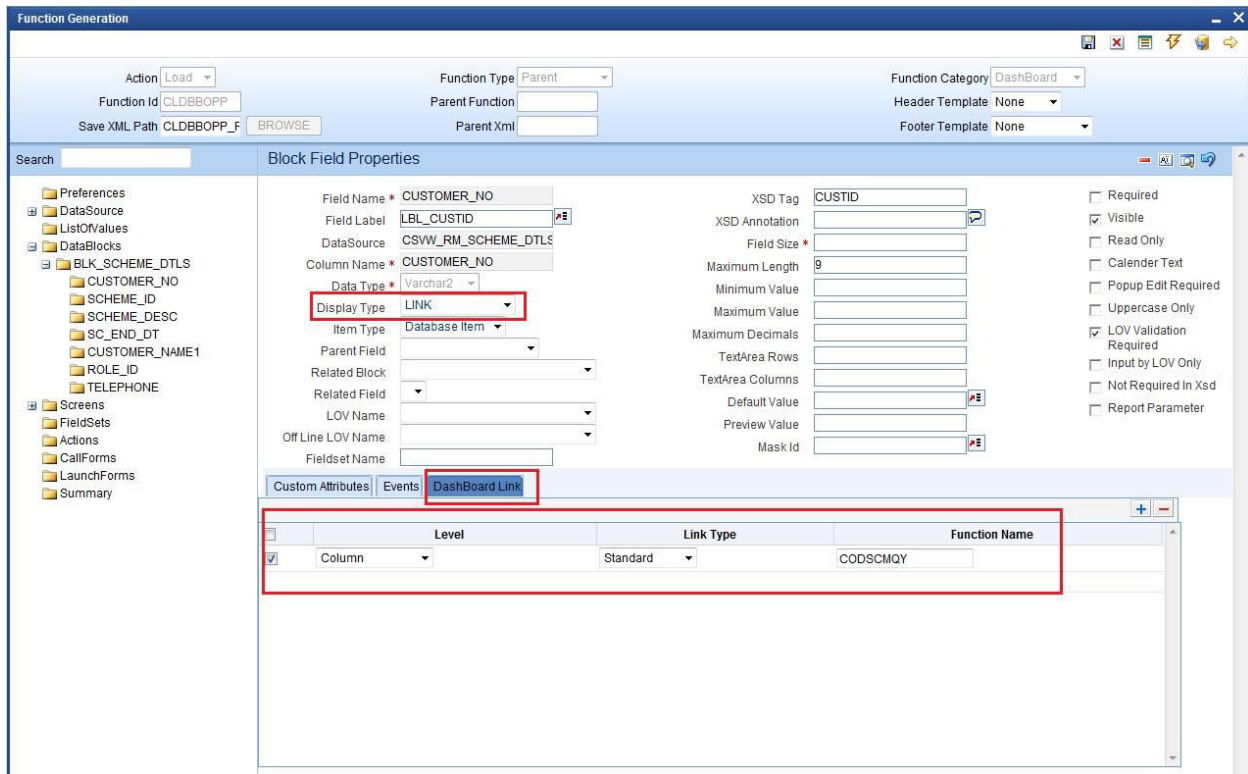 Function Generation
Action Load Function Type Parent Function Category DashBoard
Function Id CLDBBOPP Parent Function Header Template None
Save XML Path CLDBBOPP_F BROWSE Parent Xml Footer Template None
Search
Block Field Properties
Preferences
DataSource
ListOfValues
DataBlocks
BLK_SCHEME_DTLS
CUSTOMER_NO
SCHEME_ID
SCHEME_DESC
SC_END_DT
CUSTOMER_NAME1
ROLE_ID
TELEPHONE
Screens
FieldSets
Actions
CallForms
LaunchForms
Summary
Field Name * CUSTOMER_NO
Field Label LBL_CUSTID
DataSource CSVW_RM_SCHEME_DTLS
Column Name * CUSTOMER_NO
Data Type * Varchar2
Display Type LINK
Item Type Database Item
Parent Field
Related Block
Related Field
LOV Name
Off Line LOV Name
Fieldset Name
XSD Tag CUSTID
XSD Annotation
Field Size *
Maximum Length 9
Minimum Value
Maximum Value
Maximum Decimals
TextArea Rows
TextArea Columns
Default Value
Preview Value
Mask Id
Required
Visible
Read Only
Calender Text
Popup Edit Required
Uppercase Only
LOV Validation
Required
Input by LOV Only
Not Required In Xsd
Report Parameter
Custom Attributes Events DashBoard Link
Level Link Type Function Name
Column Standard CODSCMQY